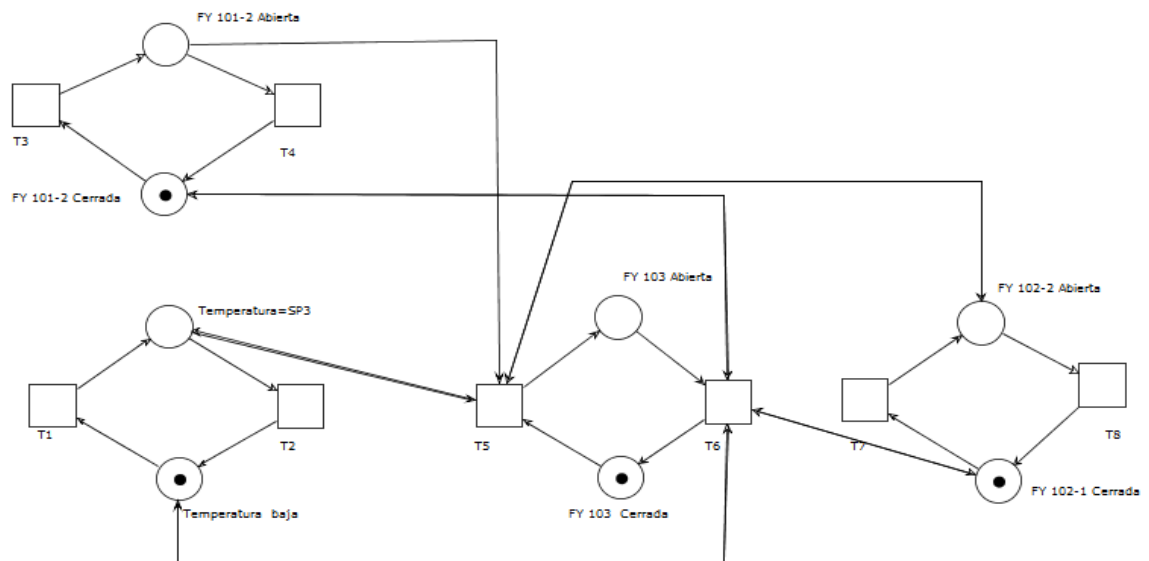 FY 101-2 Abierta
T3
T4
FY 101-2 Cerrada
FY 103 Abierta
FY 102-2 Abierta
Temperatura=SP3
T1
T2
T5
T6
T7
T8
Temperatura baja
FY 103 Cerrada
FY 102-1 Cerrada